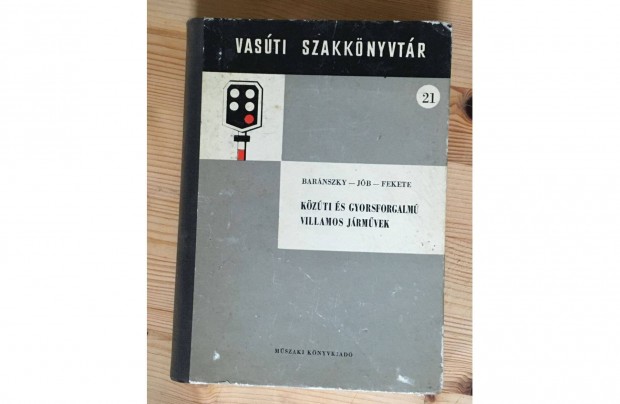 VASÚTI SZAKKÖNYVTÁR
21
BARÁNSZKY — JÓB — FEKETE
KÖZÚTI ÉS GYORSFORGALMÚ
VILLAMOS JÁRMŰVEK
MŰSZAKI KÖNYVKIADÓ